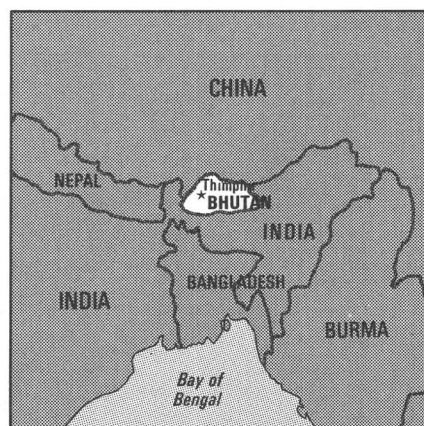 CHINA
NEPAL
Thimphu
BHUTAN
INDIA
BANGLADESH
INDIA
BURMA
Bay of
Bengal